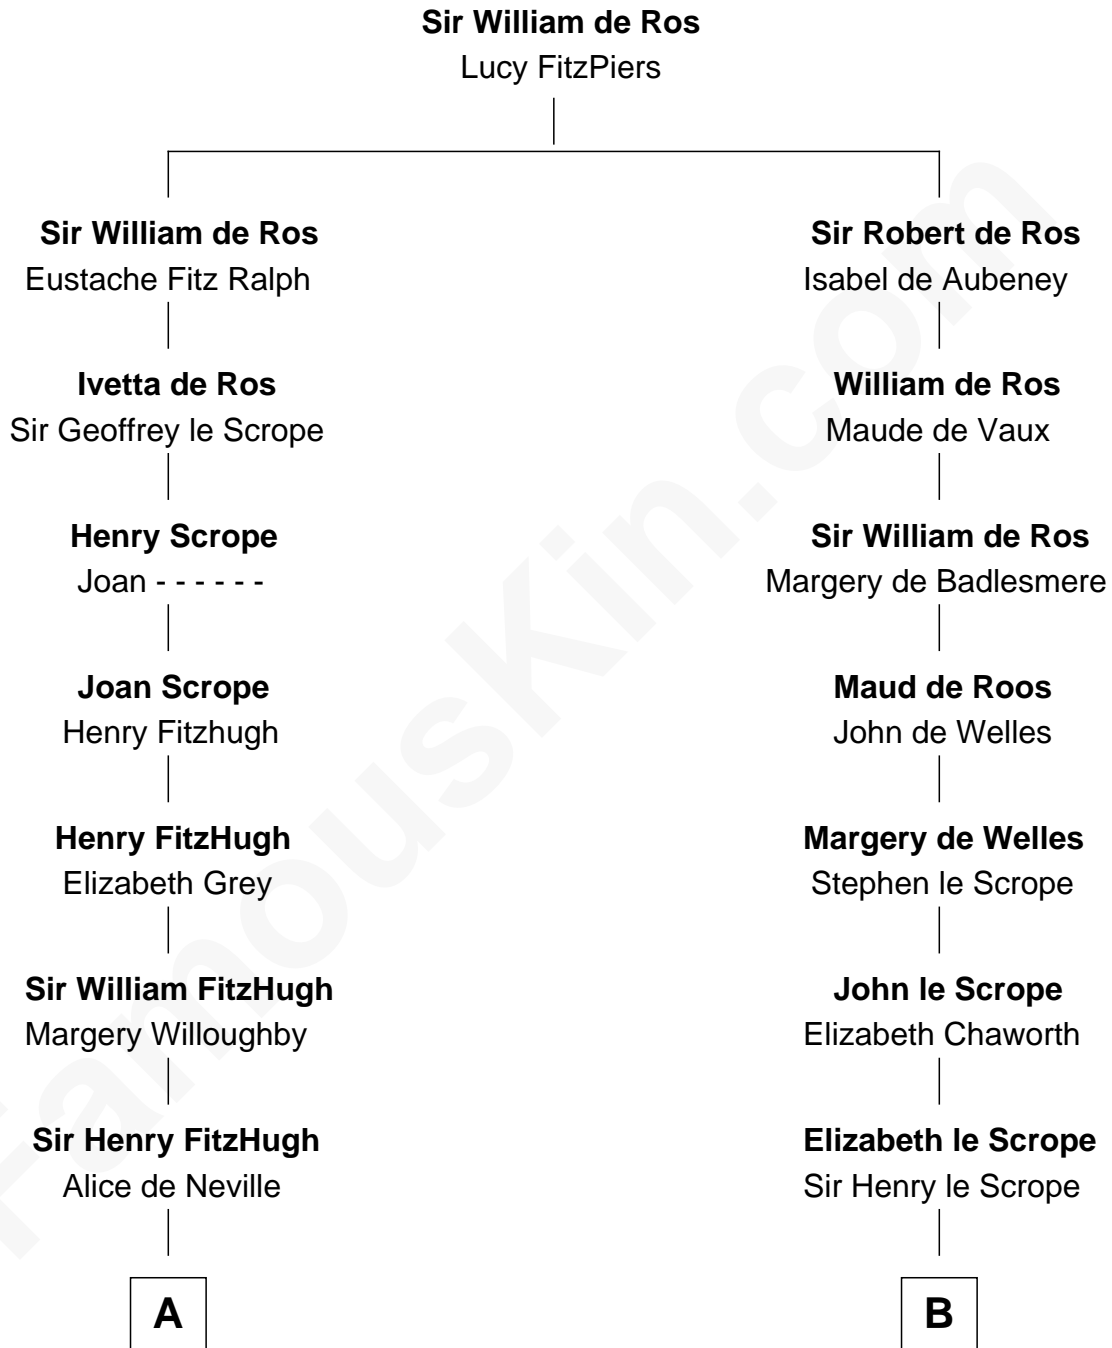 Sir William de Ros
Lucy FitzPiers
Sir William de Ros
Eustache Fitz Ralph
Sir Robert de Ros
Isabel de Aubeney
Ivetta de Ros
Sir Geoffrey le Scrope
William de Ros
Maude de Vaux
Henry Scrope
Joan - - - - - -
Sir William de Ros
Margery de Badlesmere
Joan Scrope
Henry Fitzhugh
Maud de Roos
John de Welles
Henry FitzHugh
Elizabeth Grey
Margery de Welles
Stephen le Scrope
Sir William FitzHugh
Margery Willoughby
John le Scrope
Elizabeth Chaworth
Sir Henry FitzHugh
Alice de Neville
Elizabeth le Scrope
Sir Henry le Scrope
A
B
FamousKin.com